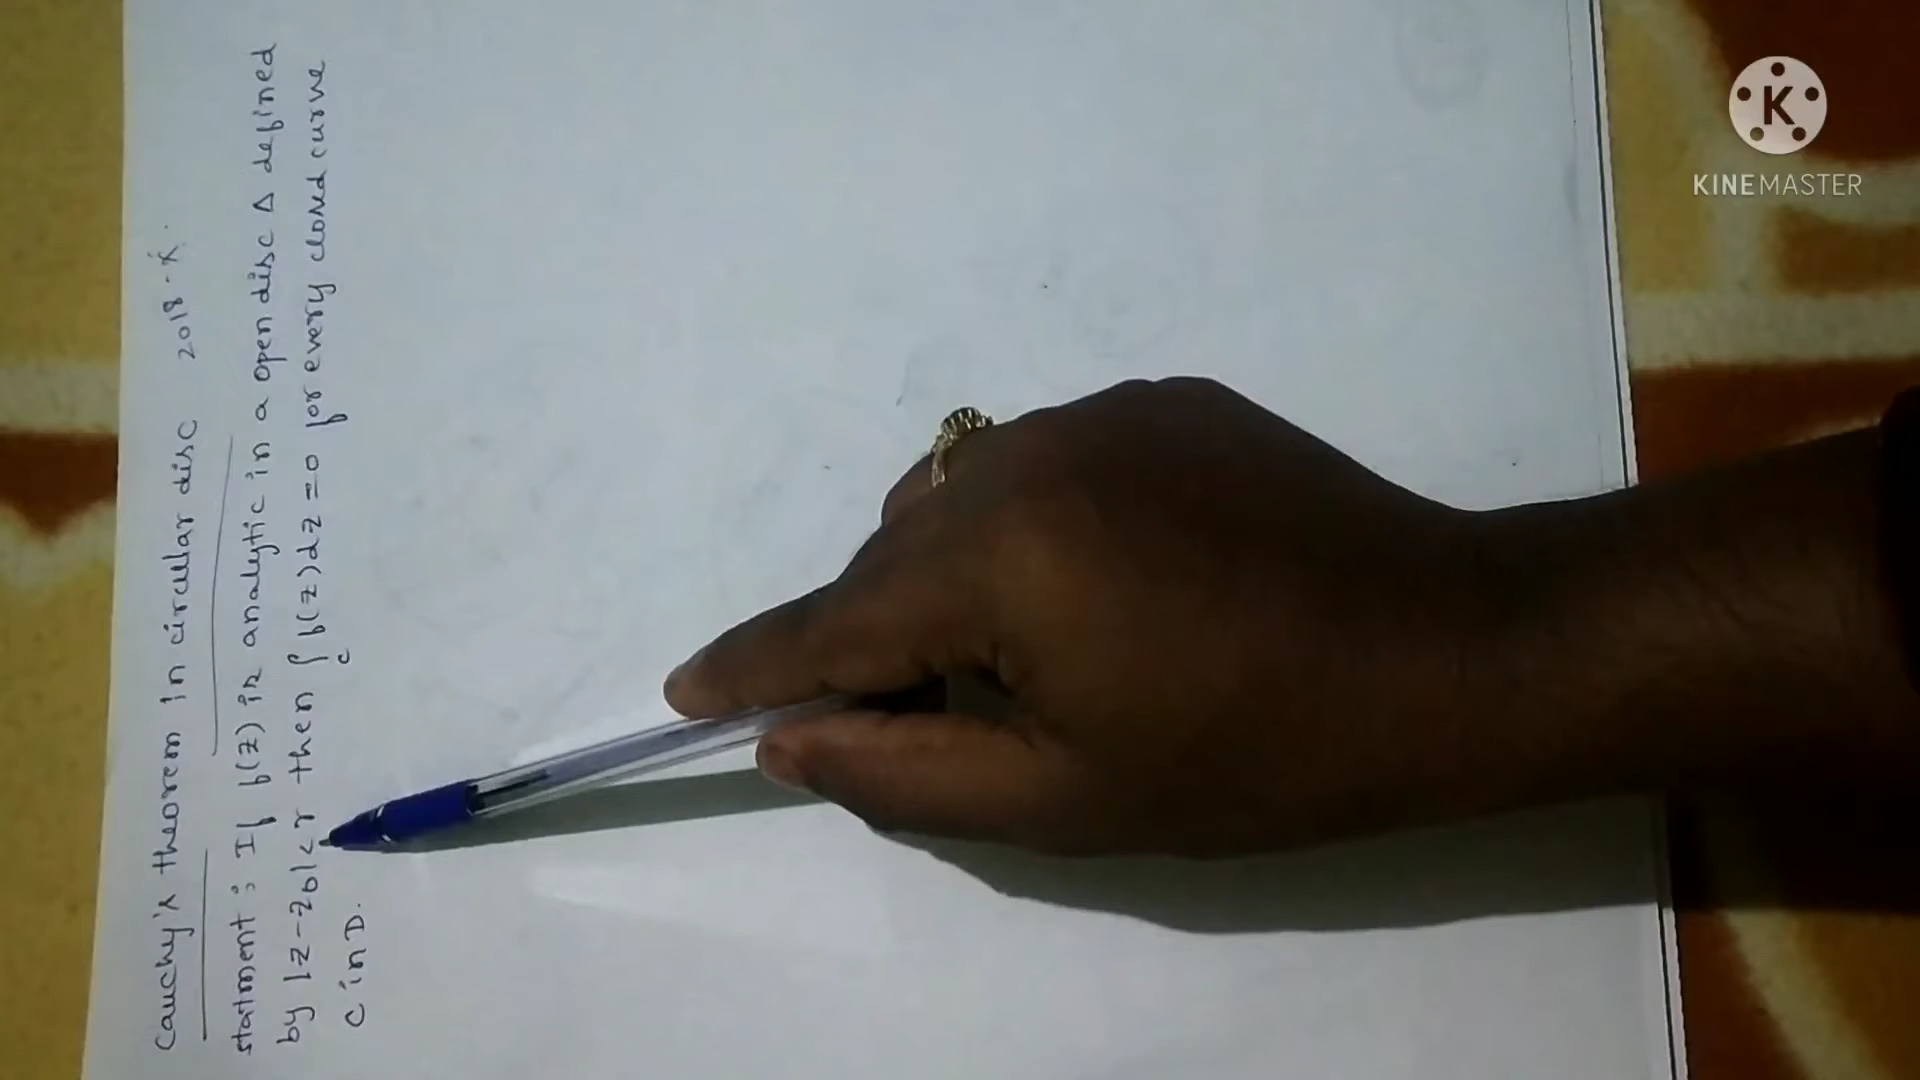 Cauchy's theorem in circular disc 2018-x.
statment: If f(z) is analytic in a open disc Δ defined
by |z-z0|<r then ∫ f(z)dz=0 for every closed curve
c
c in D.
KINEMASTER